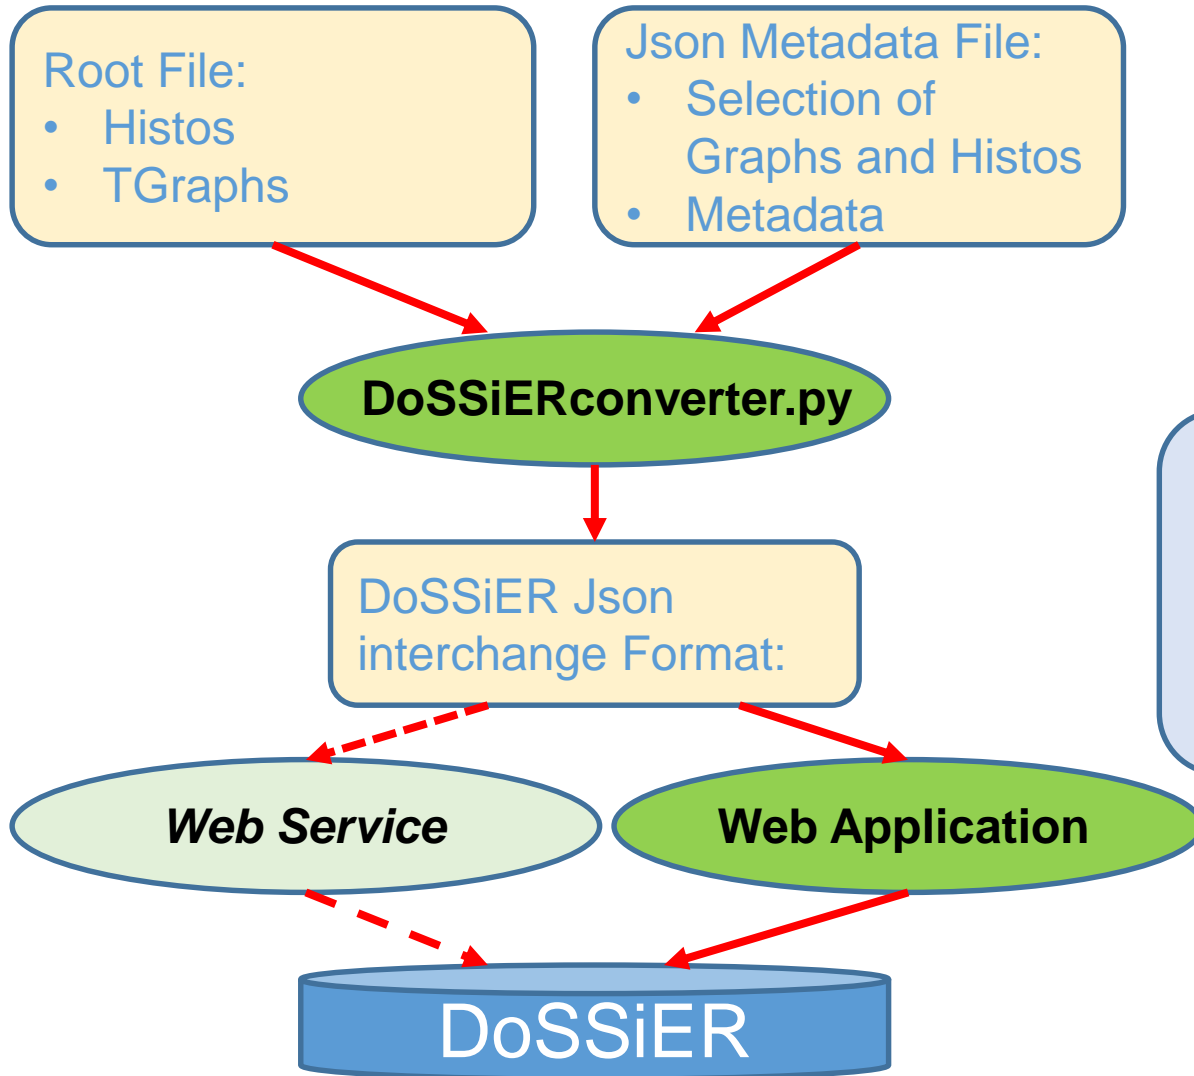 Root File:
• Histos
• TGraphs
Json Metadata File:
• Selection of
Graphs and Histos
• Metadata
DoSSiERconverter.py
DoSSiER Json
interchange Format:
Web Service
Web Application
DoSSiER